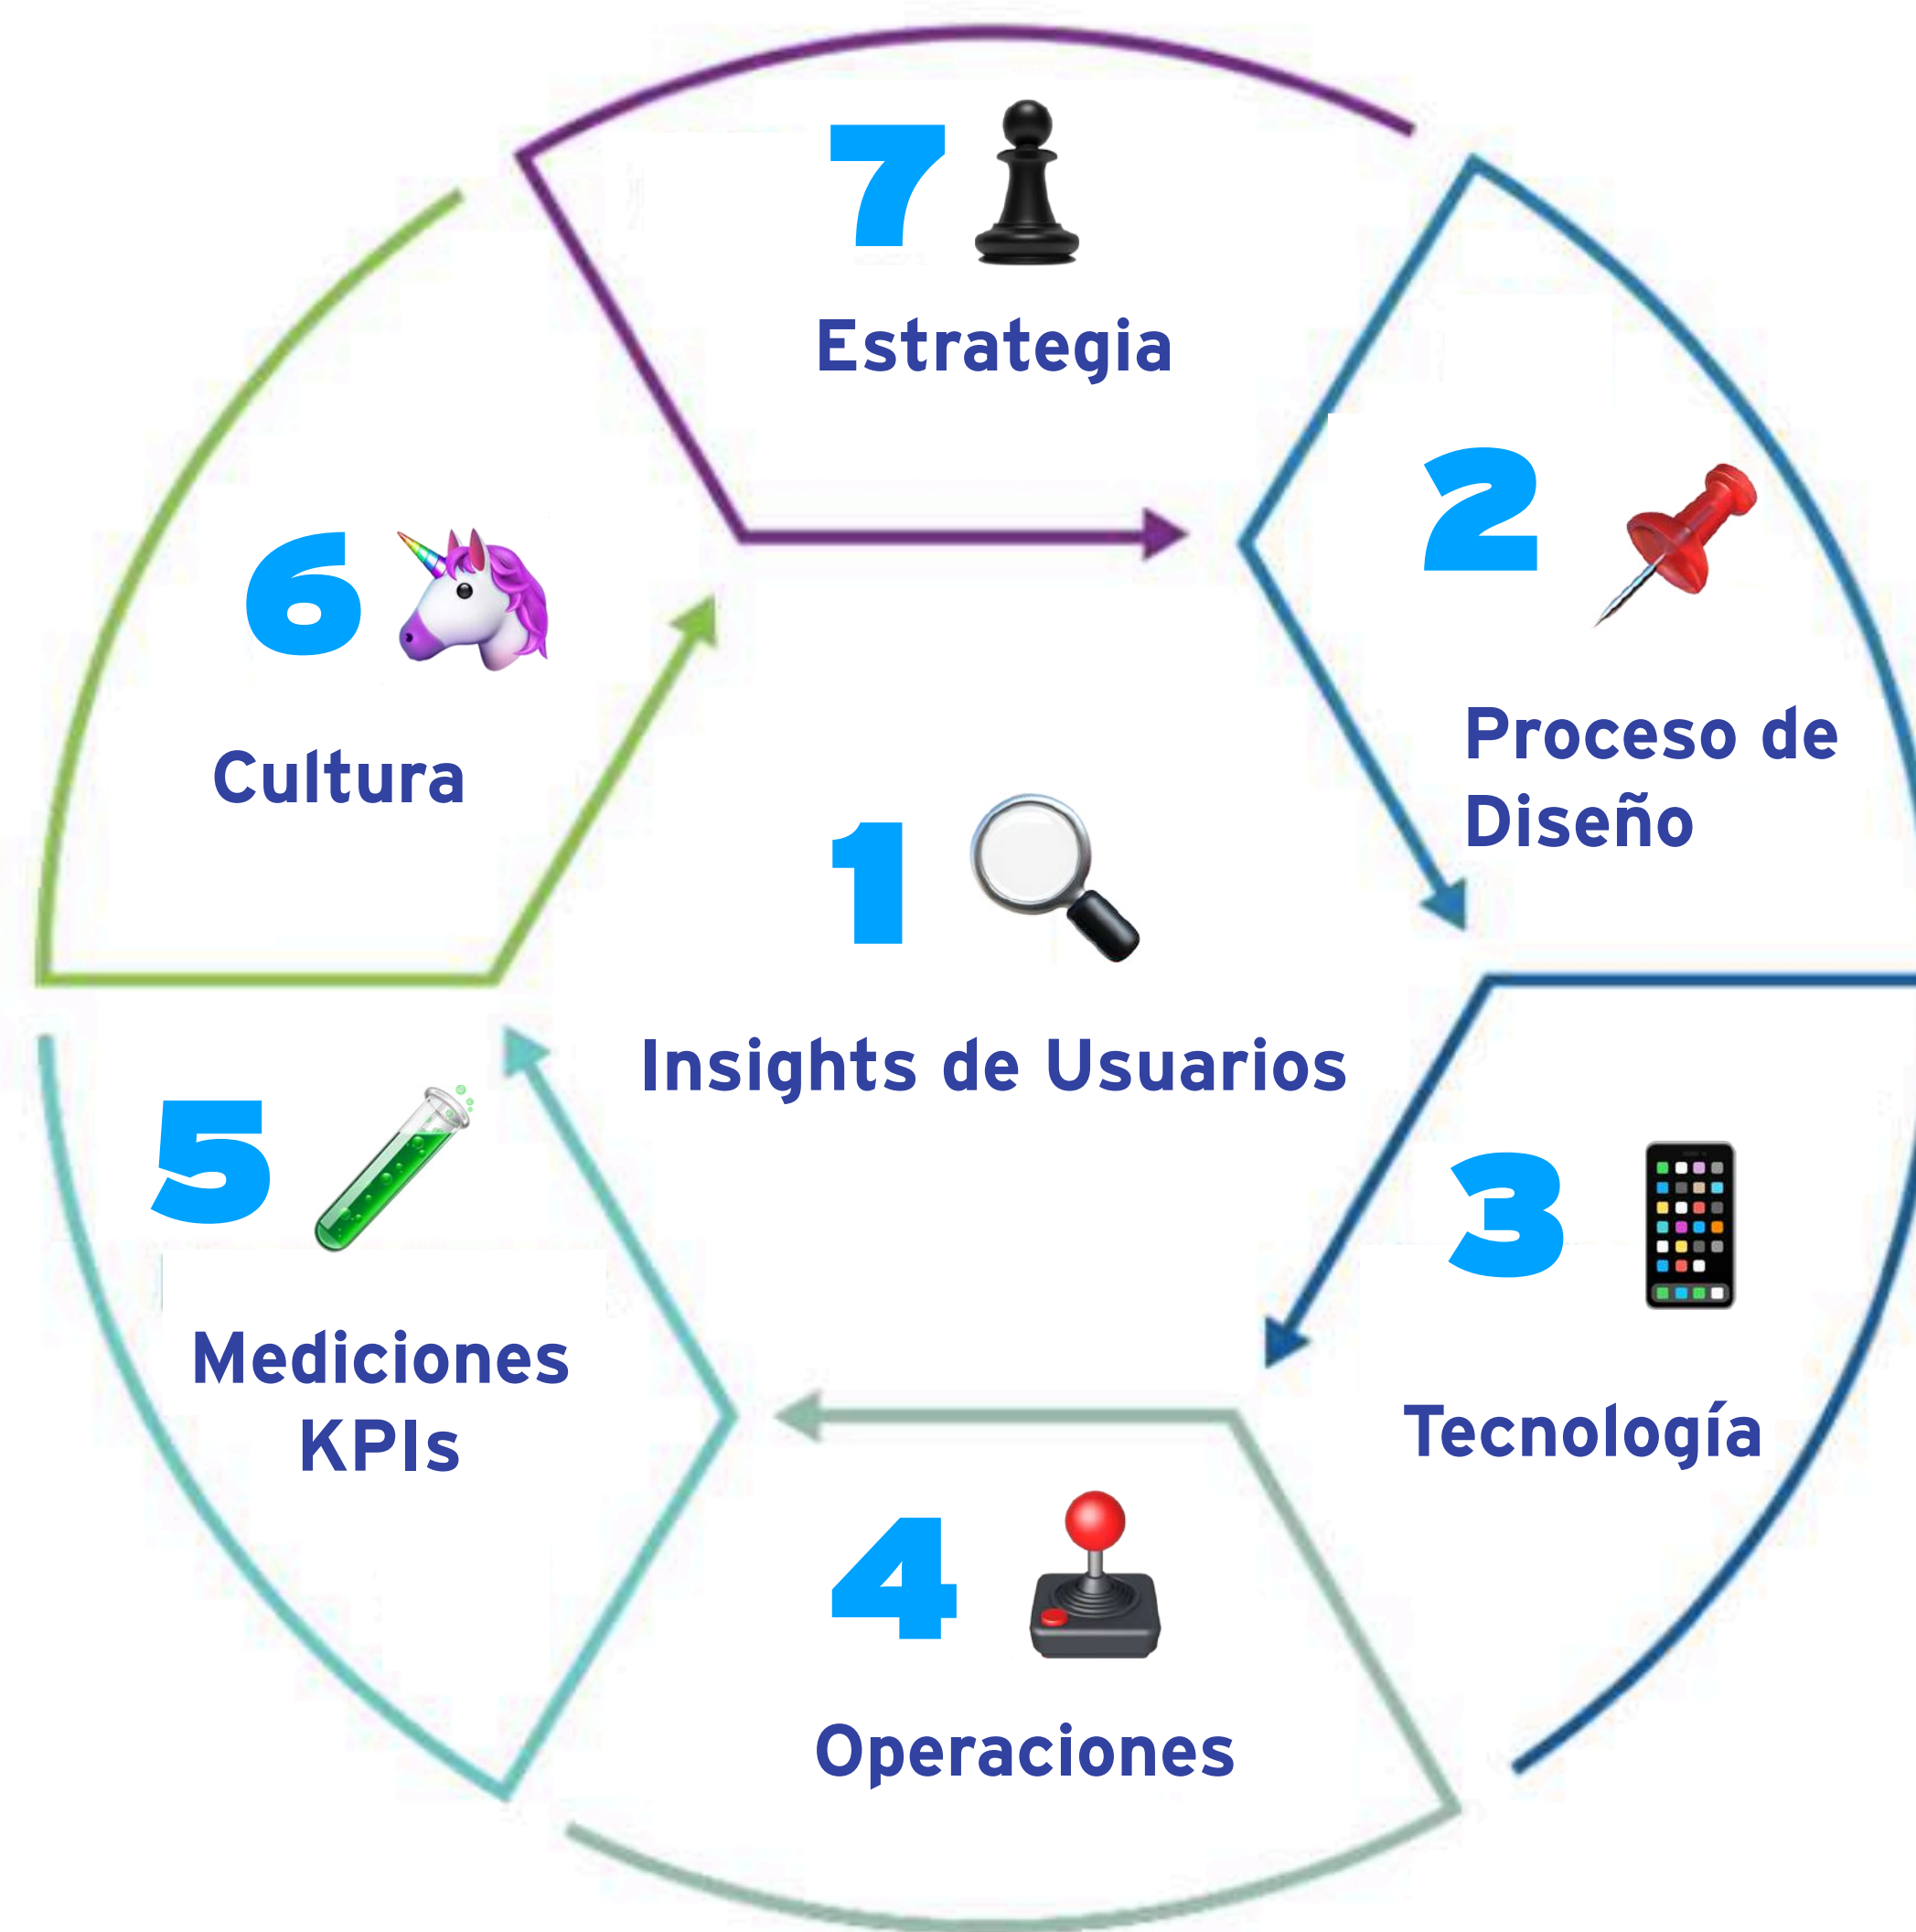 7
Estrategia
2
Proceso de
Diseño
6
Cultura
1
Insights de Usuarios
5
Mediciones
KPIs
3
Tecnología
4
Operaciones